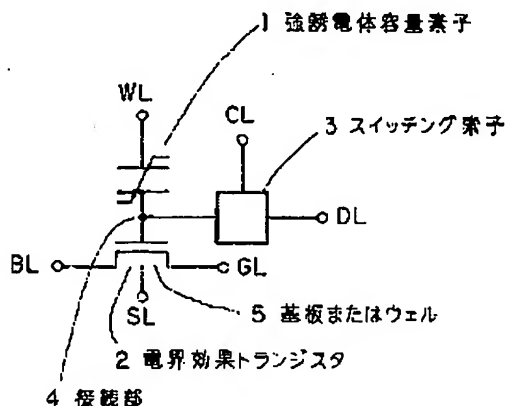 1 強誘電体容量素子
WL
CL
3 スイッチング素子
DL
BL
GL
SL
5 基板またはウェル
2 電界効果トランジスタ
4 接続部